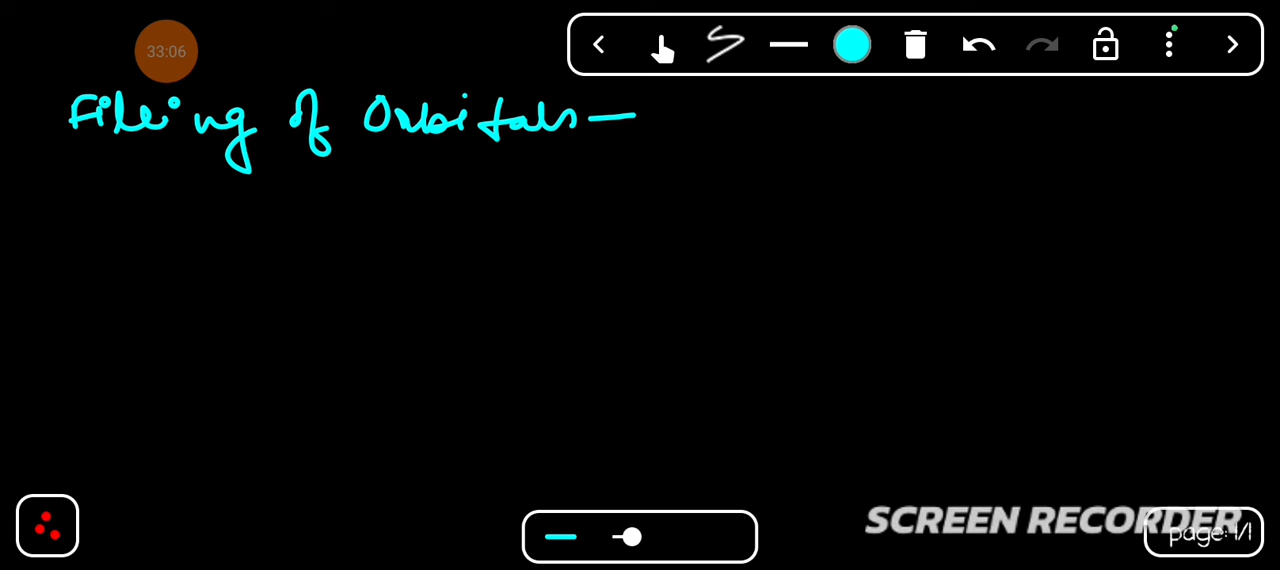 33:06
Filling of Orbitals —
SCREEN RECORDER
page:1/1